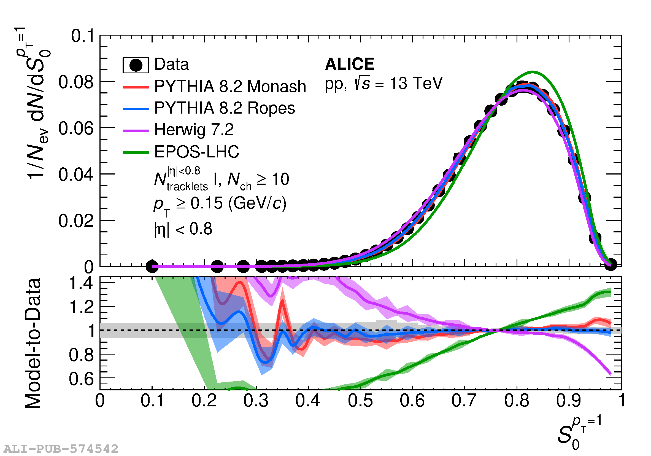 1/N_ev dN/dS_0^{p_T=1}
0.1
0.08
0.06
0.04
0.02
0
Data
PYTHIA 8.2 Monash
PYTHIA 8.2 Ropes
Herwig 7.2
EPOS-LHC
N_{tracklets}^{|η|<0.8} I, N_ch ≥ 10
p_T ≥ 0.15 (GeV/c)
|η| < 0.8
ALICE
pp, √s = 13 TeV
Model-to-Data
1.4
1.2
1
0.8
0.6
0 0.1 0.2 0.3 0.4 0.5 0.6 0.7 0.8 0.9 1
S_0^{p_T=1}
ALI-PUB-574542